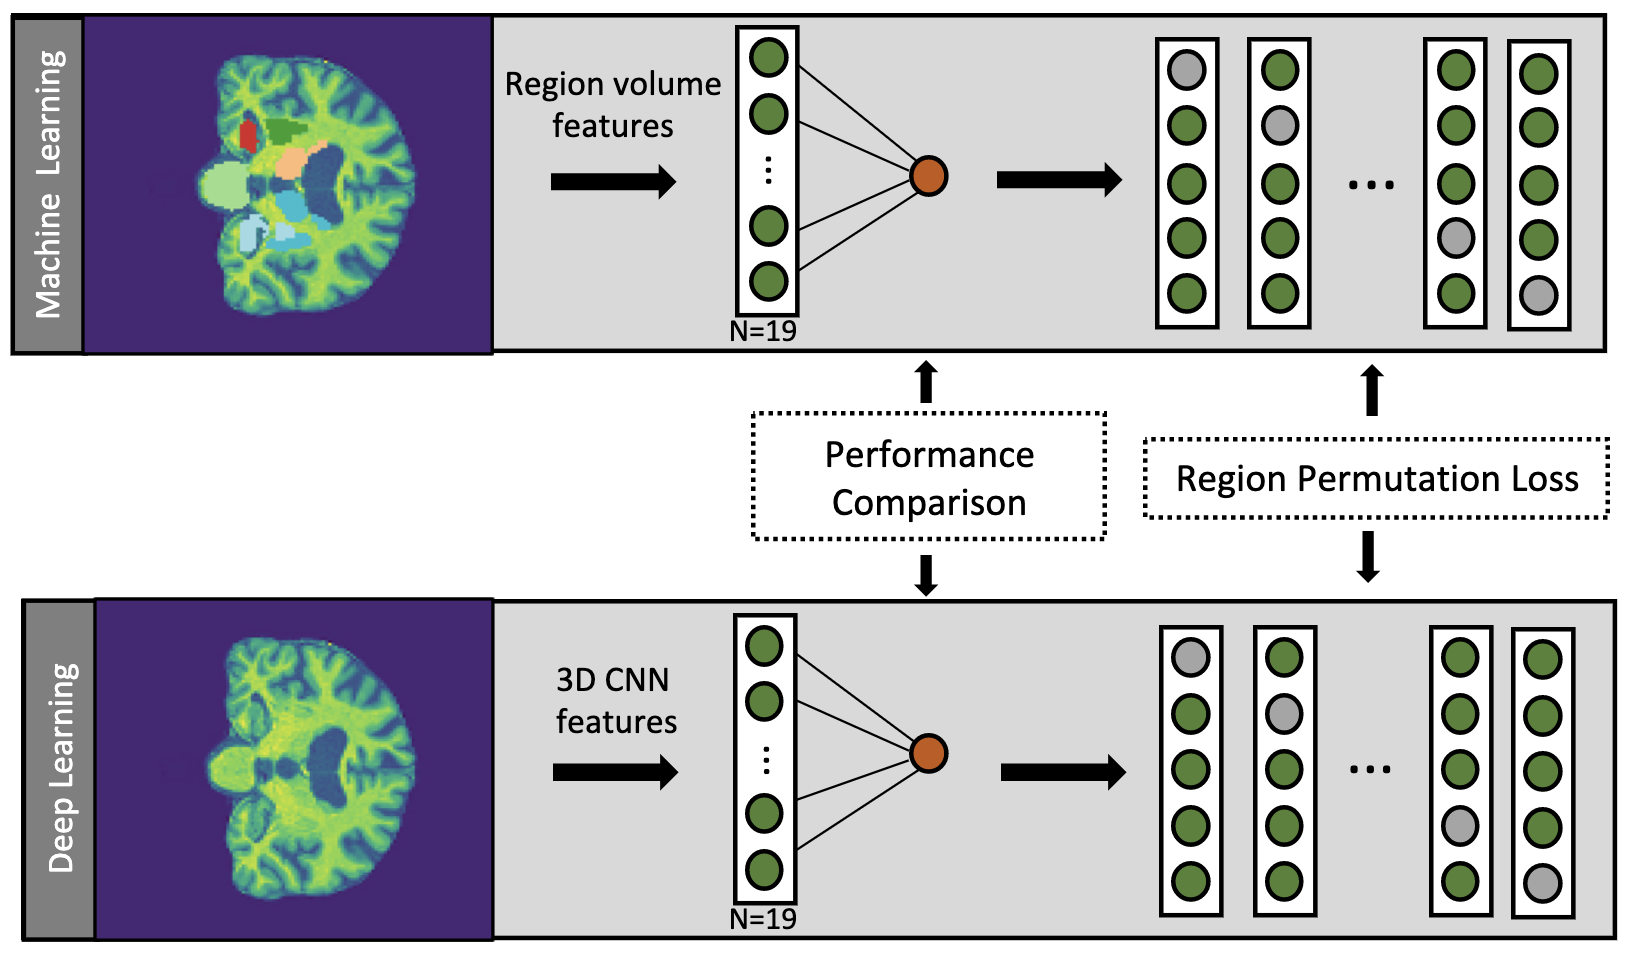 Machine Learning
Region volume
features
N=19
Performance
Comparison
Region Permutation Loss
Deep Learning
3D CNN
features
N=19